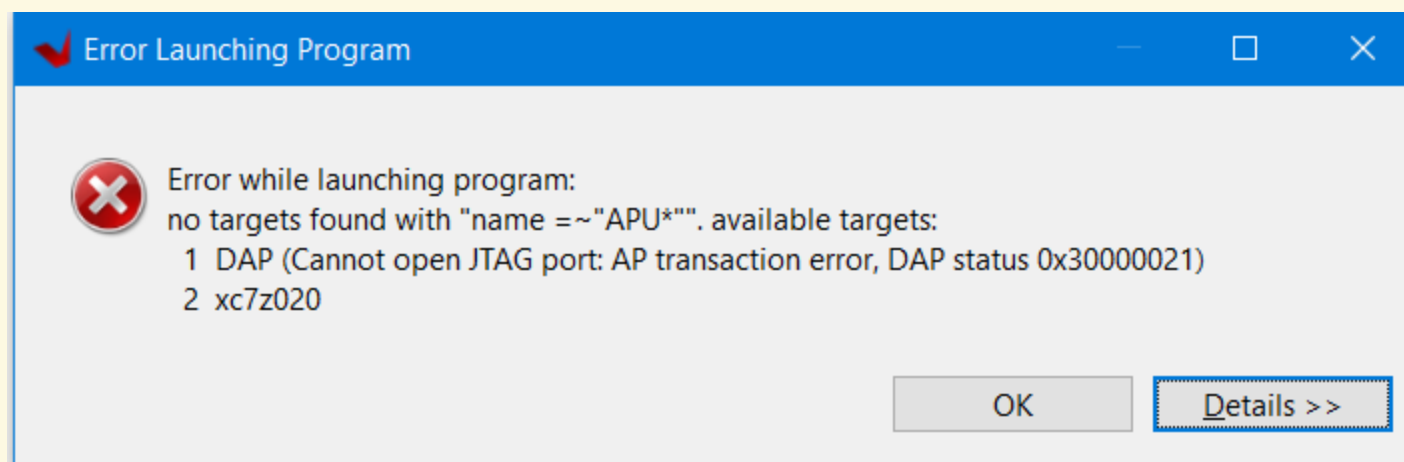 Error Launching Program
Error while launching program:
no targets found with "name =~"APU*"". available targets:
1 DAP (Cannot open JTAG port: AP transaction error, DAP status 0x30000021)
2 xc7z020
OK
Details >>